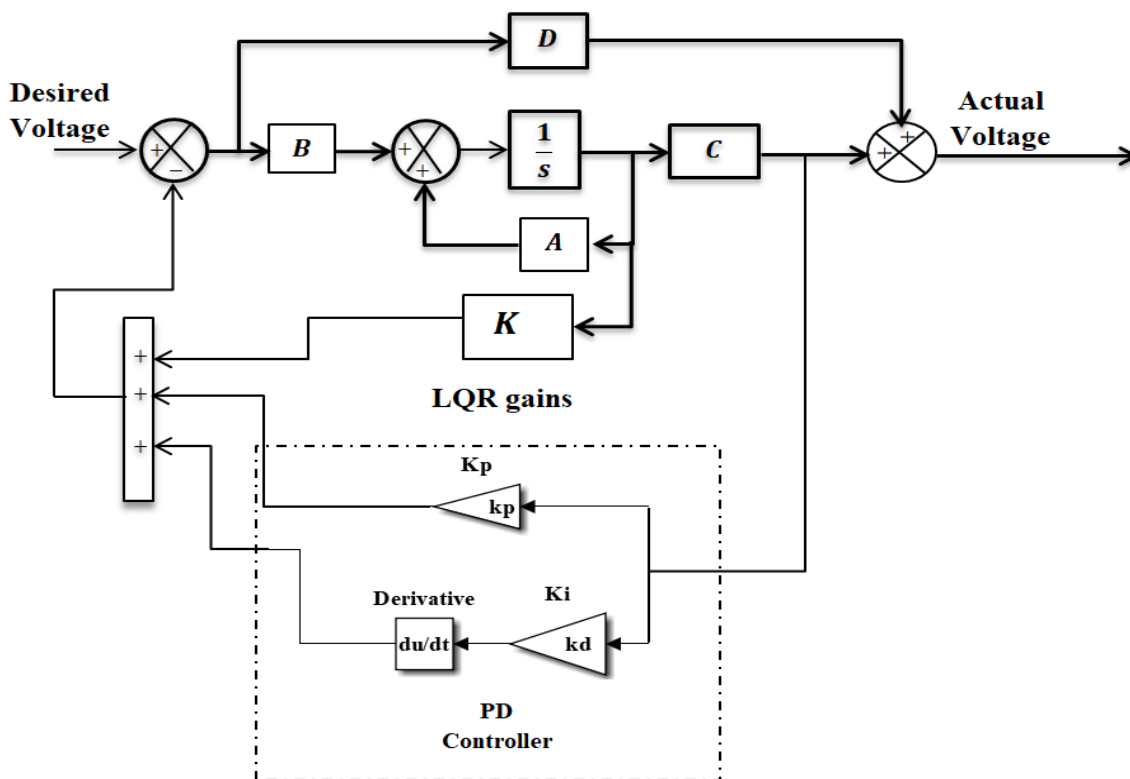 D
Desired
Voltage
Actual
Voltage
+
−
B
+
+
1
s
C
+
+
A
K
+
+
+
LQR gains
Kp
kp
Derivative
Ki
du/dt
kd
PD
Controller